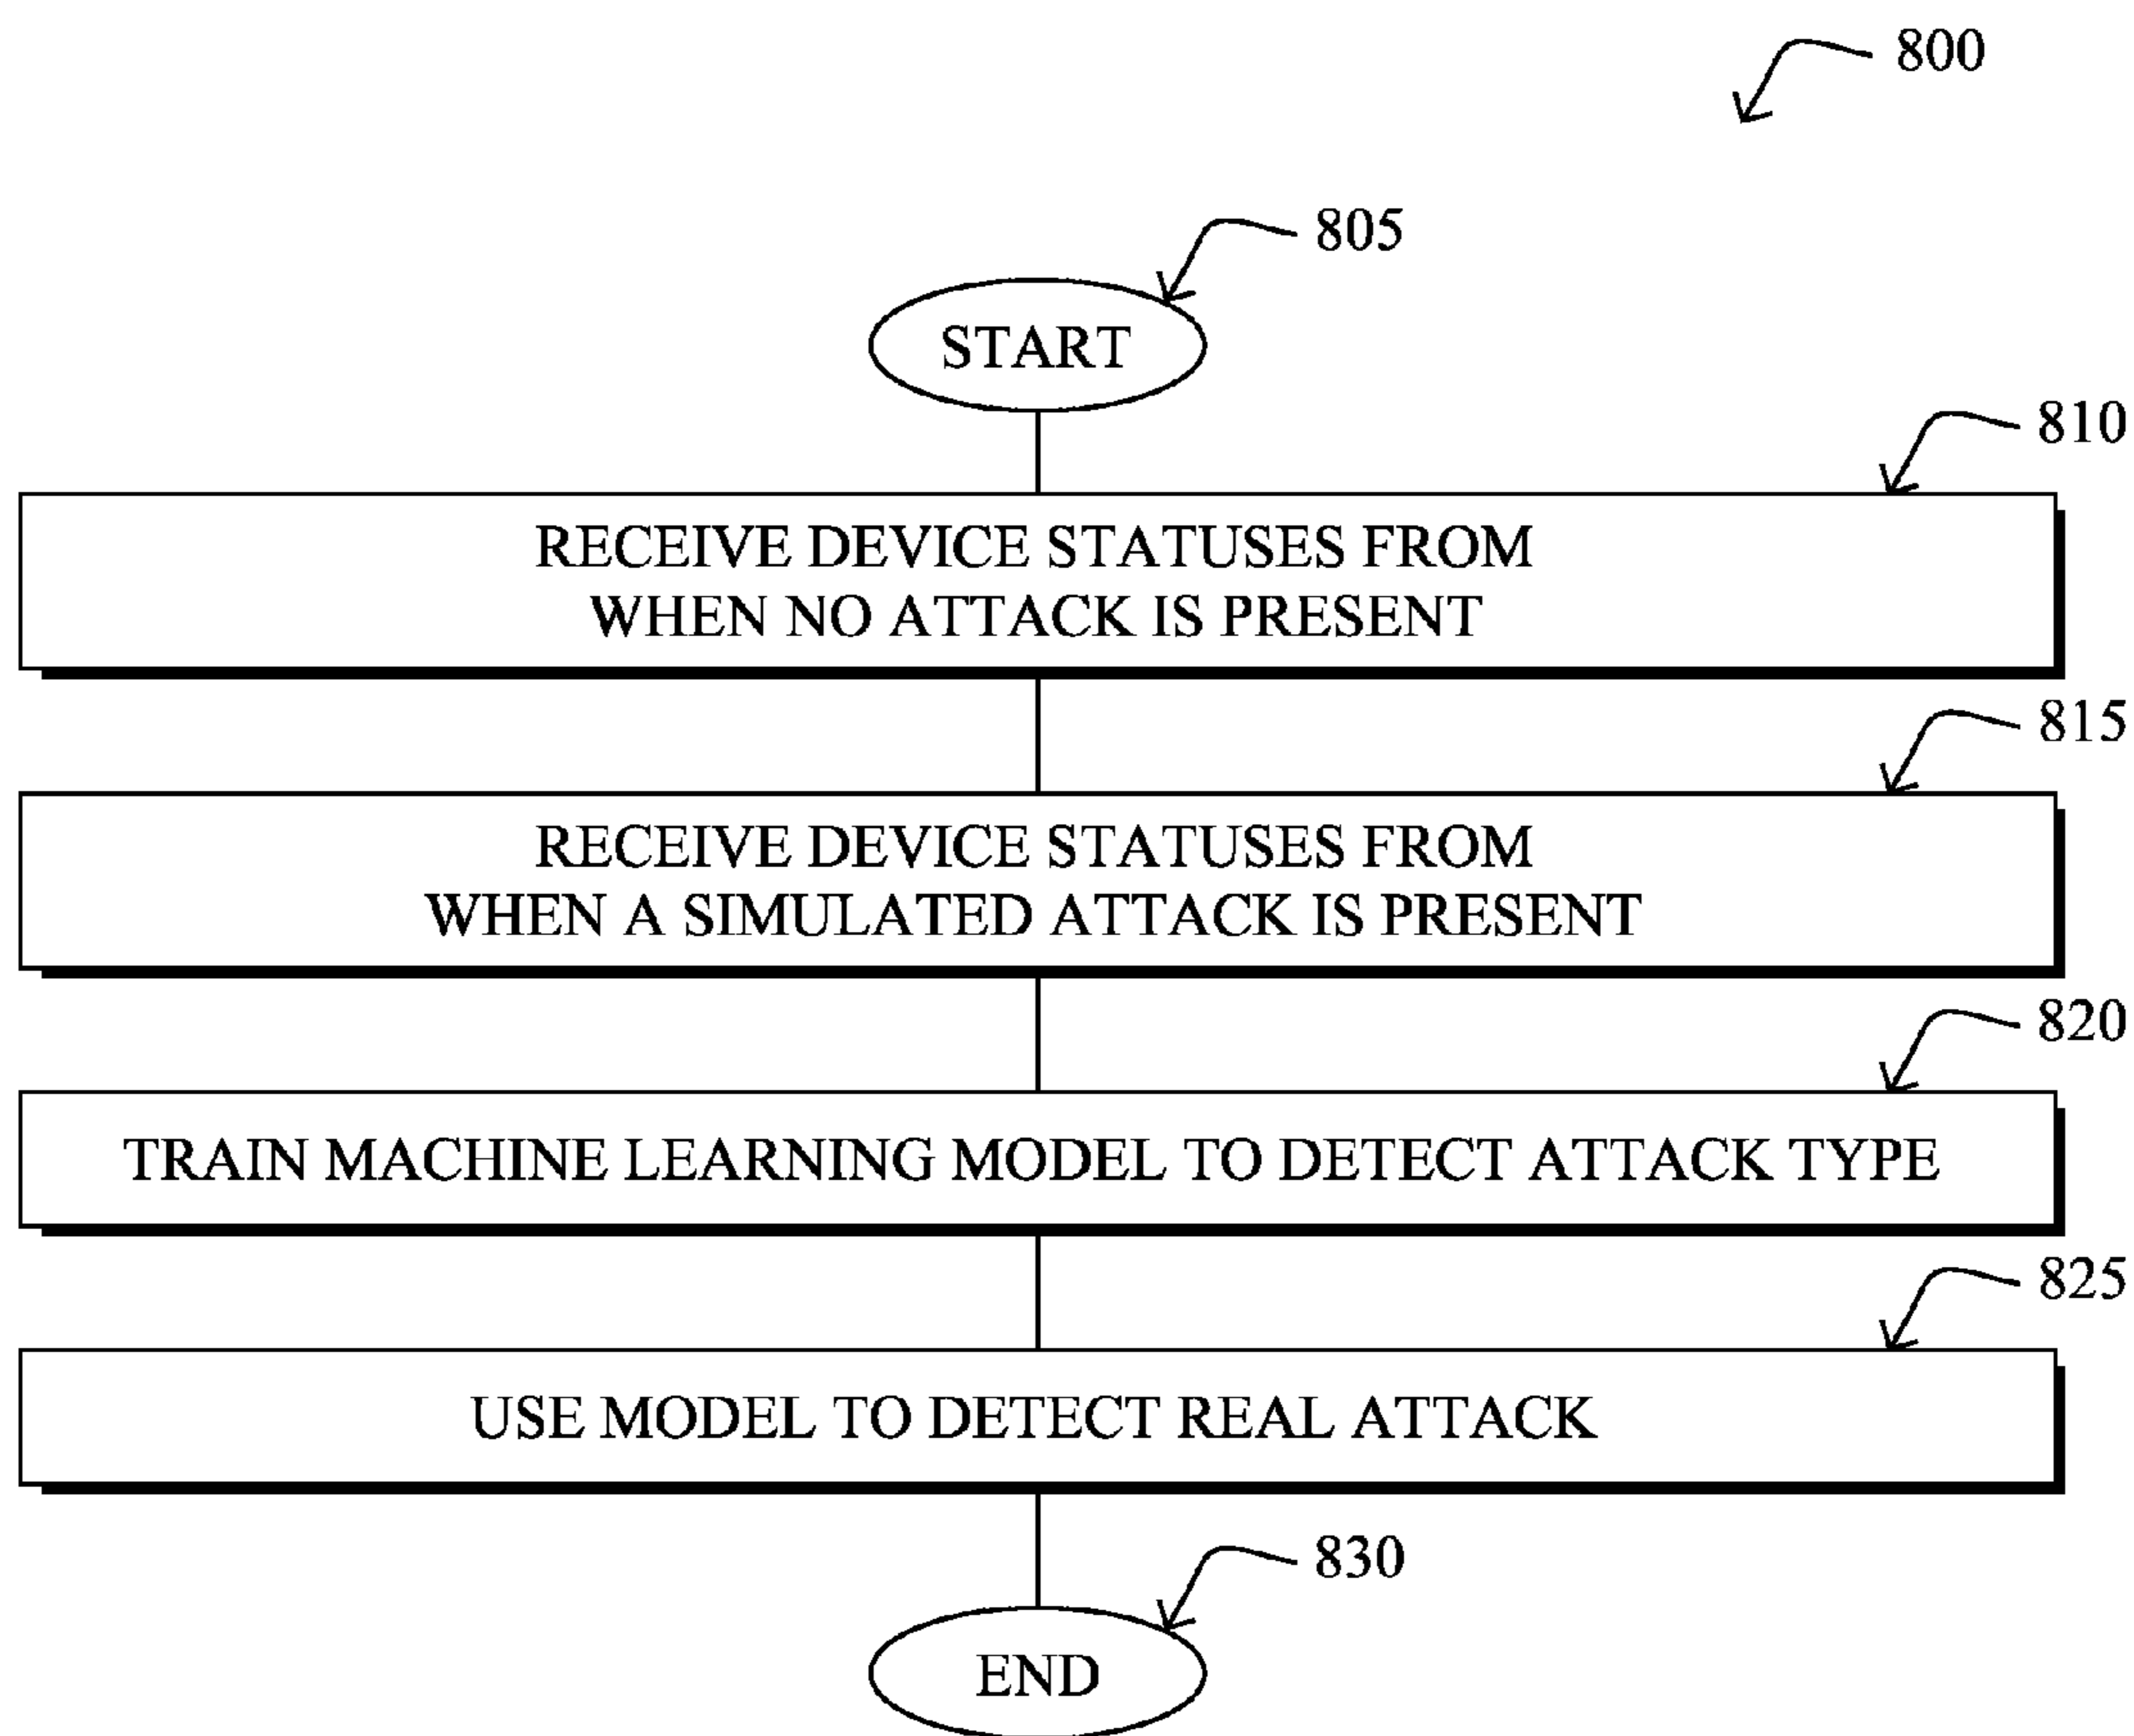 800
805
START
810
RECEIVE DEVICE STATUSES FROM
WHEN NO ATTACK IS PRESENT
815
RECEIVE DEVICE STATUSES FROM
WHEN A SIMULATED ATTACK IS PRESENT
820
TRAIN MACHINE LEARNING MODEL TO DETECT ATTACK TYPE
825
USE MODEL TO DETECT REAL ATTACK
830
END